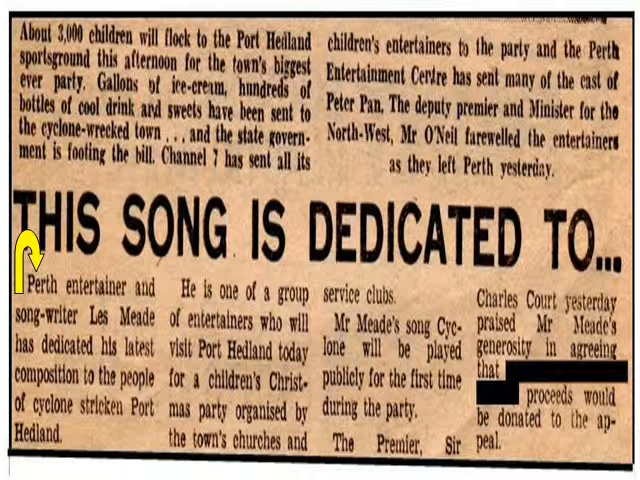 About 3,000 children will flock to the Port Hedland
sportsground this afternoon for the town's biggest
ever party. Gallons of ice-cream, hundreds of
bottles of cool drink and sweets have been sent to
the cyclone-wrecked town . . . and the state govern-
ment is footing the bill. Channel 7 has sent all its
children's entertainers to the party and the Perth
Entertainment Centre has sent many of the cast of
Peter Pan. The deputy premier and Minister for the
North-West, Mr O'Neil farewelled the entertainers
as they left Perth yesterday.
THIS SONG IS DEDICATED TO...
Perth entertainer and
song-writer Les Meade
has dedicated his latest
composition to the people
of cyclone stricken Port
Hedland.
He is one of a group
of entertainers who will
visit Port Hedland today
for a children's Christ-
mas party organised by
the town's churches and
service clubs.
Mr Meade's song Cyc-
lone will be played
publicly for the first time
during the party.
The Premier, Sir
Charles Court yesterday
praised Mr Meade's
generosity in agreeing
that
proceeds would
be donated to the ap-
peal.